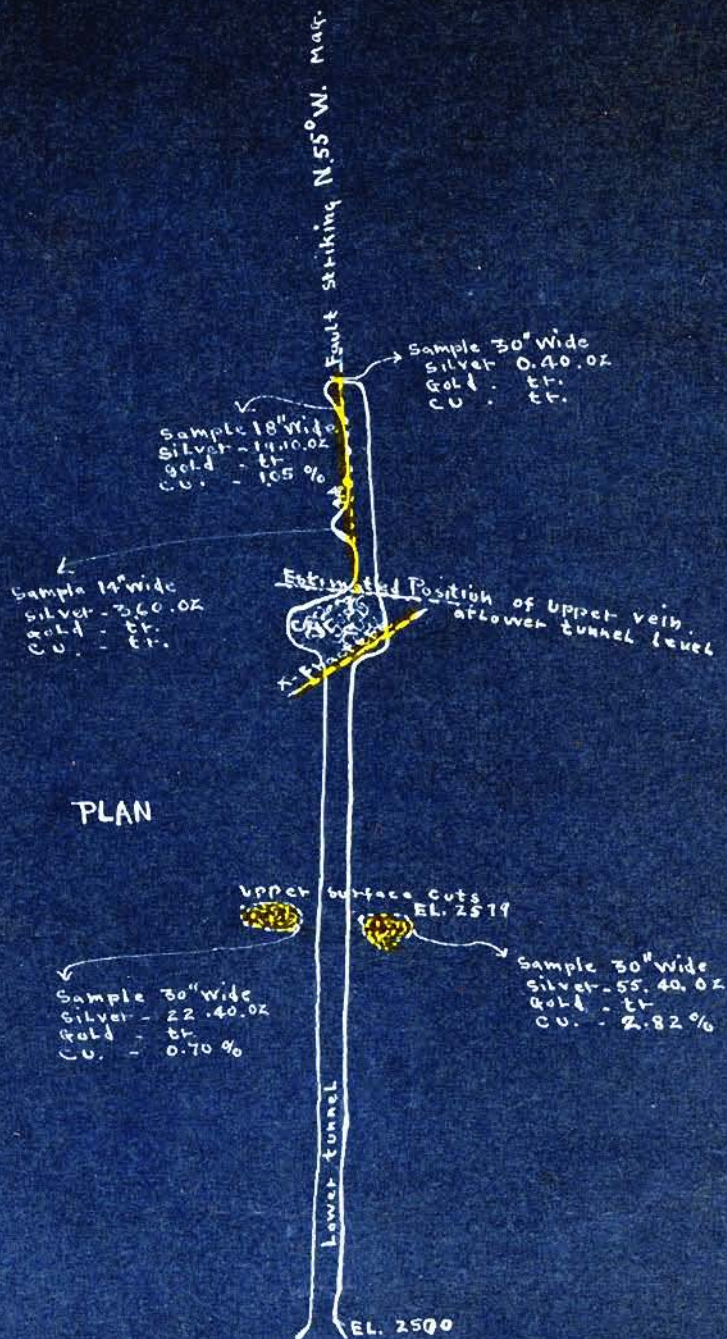 Fault striking N.55° W. Mag.
Sample 30" Wide
Silver 0.40.oz
Gold . tr.
CU . tr.
Sample 18" Wide
Silver - 19.10.oz
Gold - tr
CU. - 1.05 %
Sample 14" Wide
Silver - 3.60.oz
Gold - tr.
CU. - tr.
Estimated Position of Upper vein
at Lower tunnel level
X-Fracture
PLAN
Upper surface Cuts
EL. 2579
Sample 30" Wide
Silver - 22.40.oz
Gold - tr
CU. - 0.70 %
Sample 30" Wide
Silver - 55.40.oz
Gold - tr
CU. - 2.82 %
Lower tunnel
EL. 2500